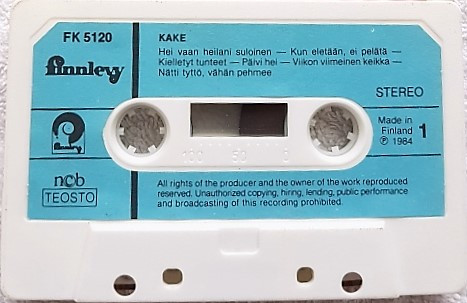 FK 5120
KAKE
Hei vaan heilani suloinen — Kun eletään, ei pelätä —
Kielletyt tunteet — Päivi hei — Viikon viimeinen keikka —
Nätti tyttö, vähän pehmee
finnlevy
STEREO
finnlevy
Made in
Finland
℗ 1984
1
100 50 0
ncb
TEOSTO
All rights of the producer and the owner of the work reproduced
reserved. Unauthorized copying, hiring, lending, public performance
and broadcasting of this recording prohibited.